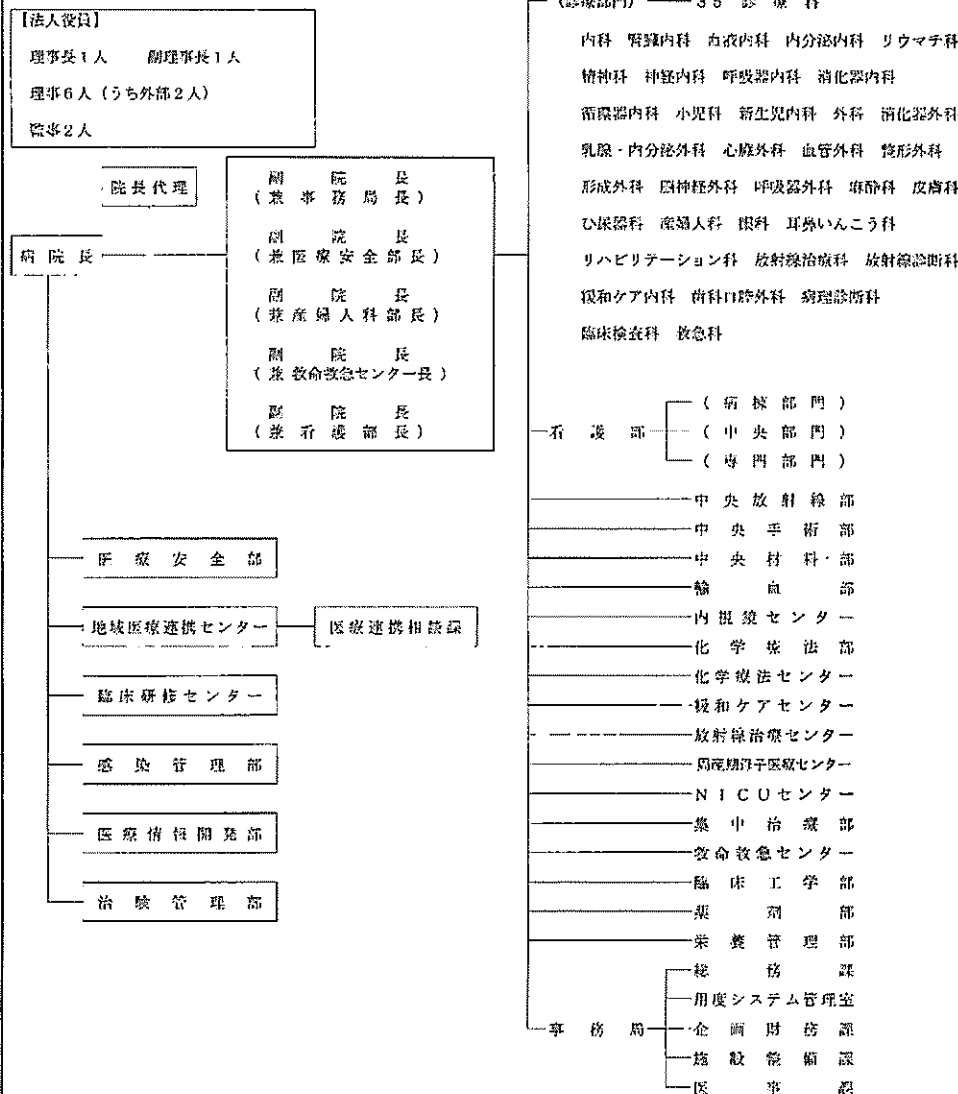 【法人役員】
理事長1人　副理事長1人
理事6人（うち外部2人）
監事2人
院長代理
病院長
副院長
（兼事務局長）
副院長
（兼医療安全部長）
副院長
（兼産婦人科部長）
副院長
（兼救命救急センター長）
副院長
（兼看護部長）
医療安全部
地域医療連携センター
医療連携相談課
臨床研修センター
感染管理部
医療情報開発部
治験管理部
（診療部門）　35診療科
内科　腎臓内科　血液内科　内分泌内科　リウマチ科
精神科　神経内科　呼吸器内科　消化器内科
循環器内科　小児科　新生児内科　外科　消化器外科
乳腺・内分泌外科　心臓外科　血管外科　整形外科
形成外科　脳神経外科　呼吸器外科　麻酔科　皮膚科
ひ尿器科　産婦人科　眼科　耳鼻いんこう科
リハビリテーション科　放射線治療科　放射線診断科
緩和ケア内科　歯科口腔外科　病理診断科
臨床検査科　救急科
看護部
（病棟部門）
（中央部門）
（専門部門）
中央放射線部
中央手術部
中央材料部
輸血部
内視鏡センター
化学療法部
化学療法センター
緩和ケアセンター
放射線治療センター
周産期母子医療センター
NICUセンター
集中治療部
救命救急センター
臨床工学部
薬剤部
栄養管理部
事務局
総務課
用度システム管理室
企画財務課
施設整備課
医事課